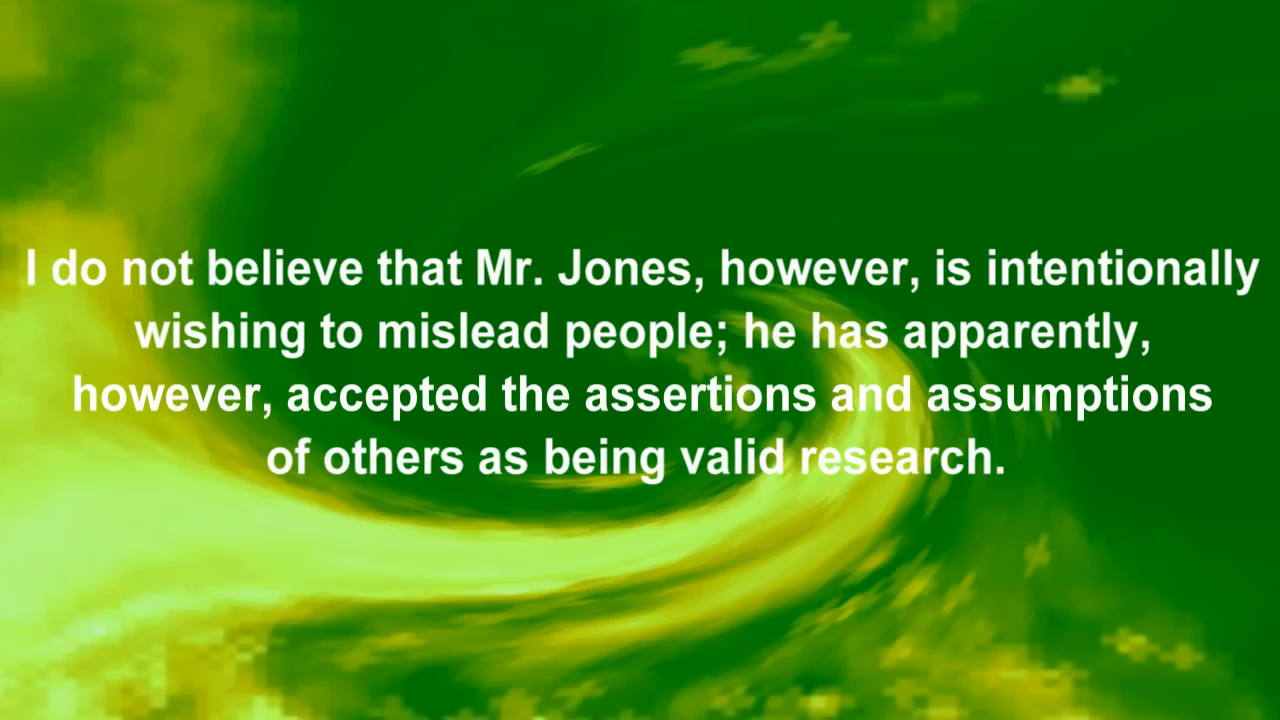 I do not believe that Mr. Jones, however, is intentionally
wishing to mislead people; he has apparently,
however, accepted the assertions and assumptions
of others as being valid research.